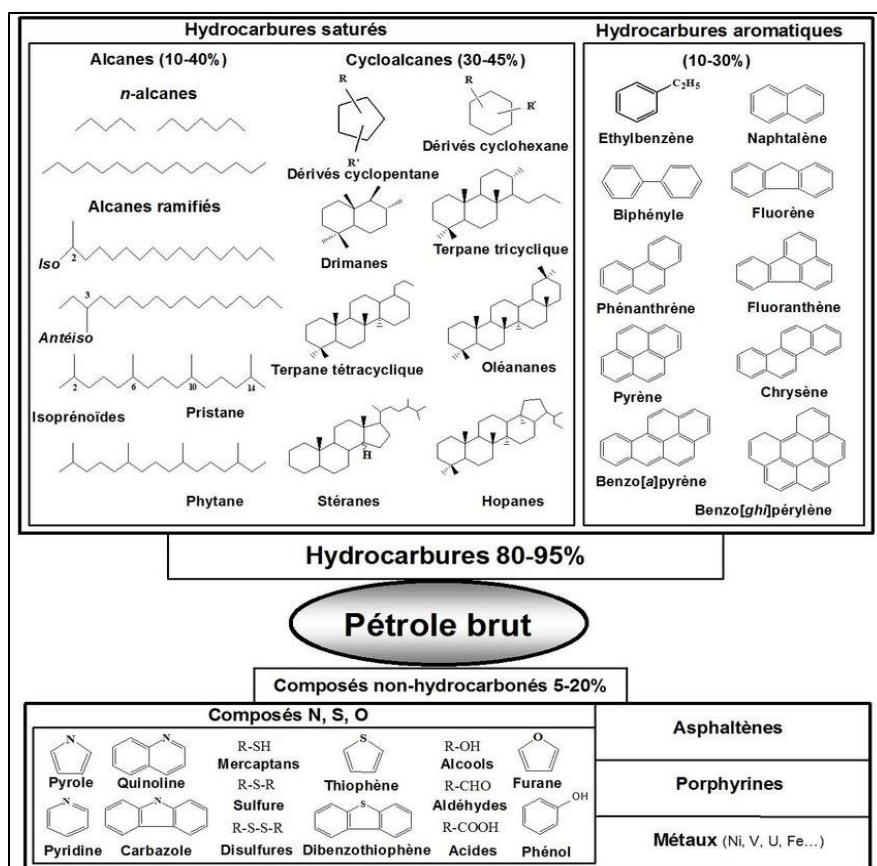 Hydrocarbures saturés
Alcanes (10-40%)
n-alcanes
Alcanes ramifiés
Iso
2
3
Antéiso
2
6
10
14
Isoprénoïdes
Pristane
Phytane
Cycloalcanes (30-45%)
R
R'
Dérivés cyclopentane
R
R'
Dérivés cyclohexane
Drimanes
Terpane tricyclique
Terpane tétracyclique
Oléananes
H
Stéranes
Hopanes
Hydrocarbures aromatiques
(10-30%)
C2H5
Ethylbenzène
Naphtalène
Biphényle
Fluorène
Phénanthrène
Fluoranthène
Pyrène
Chrysène
Benzo[a]pyrène
Benzo[ghi]pérylène
Hydrocarbures 80-95%
Pétrole brut
Composés non-hydrocarbonés 5-20%
Composés N, S, O
N
Pyrole
N
Quinoline
R-SH
Mercaptans
S
Thiophène
R-OH
Alcools
O
Furane
R-S-R
Sulfure
R-CHO
Aldéhydes
N
Pyridine
N
Carbazole
R-S-S-R
Disulfures
S
Dibenzothiophène
R-COOH
Acides
OH
Phénol
Asphaltènes
Porphyrines
Métaux (Ni, V, U, Fe...)